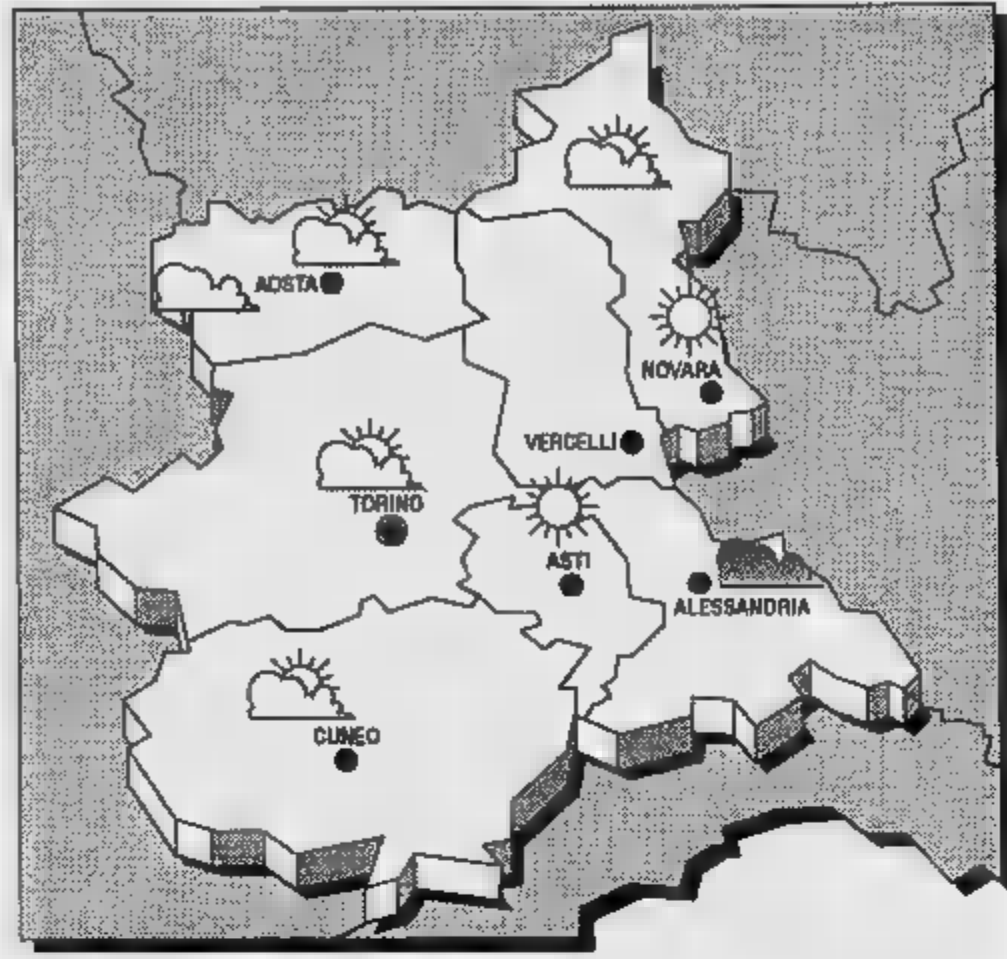 AOSTA
NOVARA
VERCELLI
TORINO
ASTI
ALESSANDRIA
CUNEO